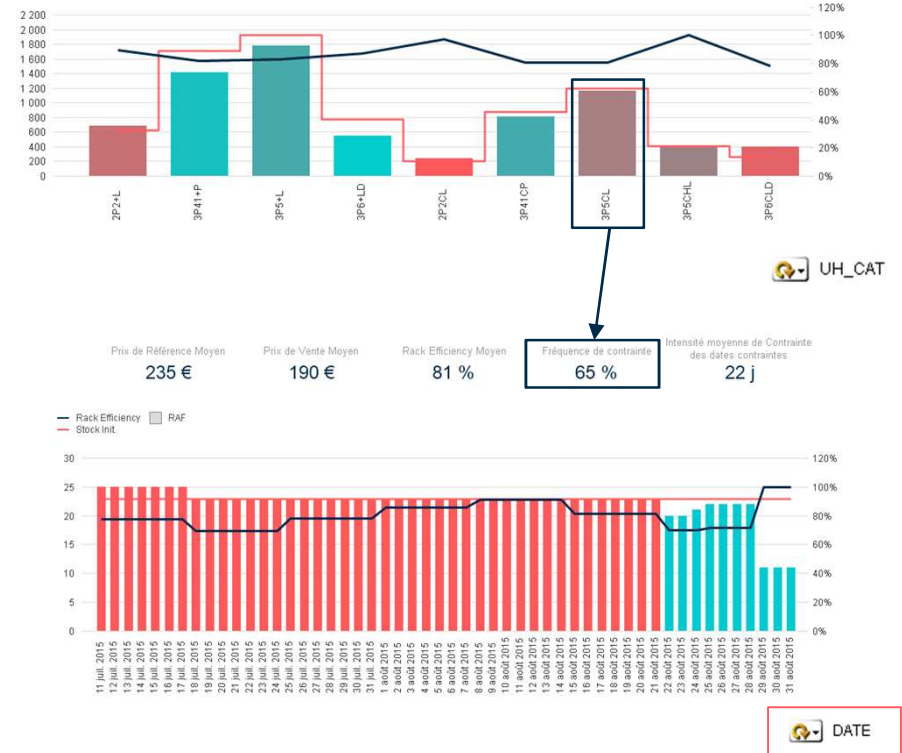 2 200
2 000
1 800
1 600
1 400
1 200
1 000
800
600
400
200
0
120%
100%
80%
60%
40%
20%
0%
2P2+L
3P41+P
3P5+L
3P6+LD
2P2CL
3P41CP
3P5CL
3P5CHL
3P6CLD
UH_CAT
Prix de Référence Moyen
235 €
Prix de Vente Moyen
190 €
Rack Efficiency Moyen
81 %
Fréquence de contrainte
65 %
Intensité moyenne de Contrainte
des dates contraintes
22 j
Rack Efficiency RAF
Stock Init.
30
25
20
15
10
5
0
120%
100%
80%
60%
40%
20%
0%
11 juil. 2015
12 juil. 2015
13 juil. 2015
14 juil. 2015
15 juil. 2015
16 juil. 2015
17 juil. 2015
18 juil. 2015
19 juil. 2015
20 juil. 2015
21 juil. 2015
22 juil. 2015
23 juil. 2015
24 juil. 2015
25 juil. 2015
26 juil. 2015
27 juil. 2015
28 juil. 2015
29 juil. 2015
30 juil. 2015
31 juil. 2015
1 août 2015
2 août 2015
3 août 2015
4 août 2015
5 août 2015
6 août 2015
7 août 2015
8 août 2015
9 août 2015
10 août 2015
11 août 2015
12 août 2015
13 août 2015
14 août 2015
15 août 2015
16 août 2015
17 août 2015
18 août 2015
19 août 2015
20 août 2015
21 août 2015
22 août 2015
23 août 2015
24 août 2015
25 août 2015
26 août 2015
27 août 2015
28 août 2015
29 août 2015
30 août 2015
31 août 2015
DATE